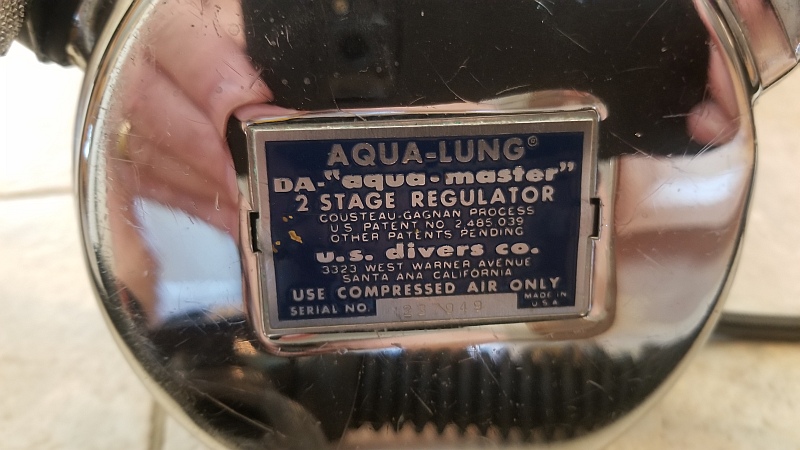 AQUA-LUNG®
DA-"aqua-master"
2 STAGE REGULATOR
COUSTEAU-GAGNAN PROCESS
U.S. PATENT NO. 2,485,039
OTHER PATENTS PENDING
u.s. divers co.
3323 WEST WARNER AVENUE
SANTA ANA CALIFORNIA
USE COMPRESSED AIR ONLY
SERIAL NO.
MADE IN
U.S.A.